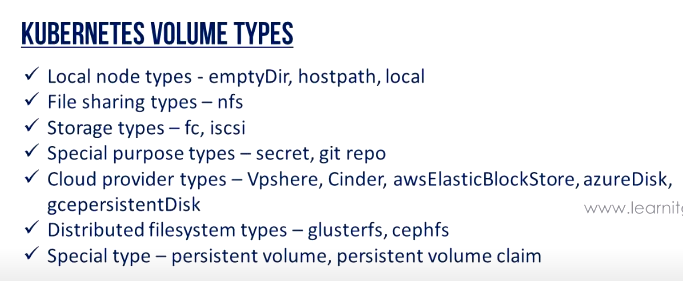 KUBERNETES VOLUME TYPES
✓ Local node types - emptyDir, hostpath, local
✓ File sharing types – nfs
✓ Storage types – fc, iscsi
✓ Special purpose types – secret, git repo
✓ Cloud provider types – Vpshere, Cinder, awsElasticBlockStore, azureDisk,
gcepersistentDisk
www.learnit
✓ Distributed filesystem types – glusterfs, cephfs
✓ Special type – persistent volume, persistent volume claim